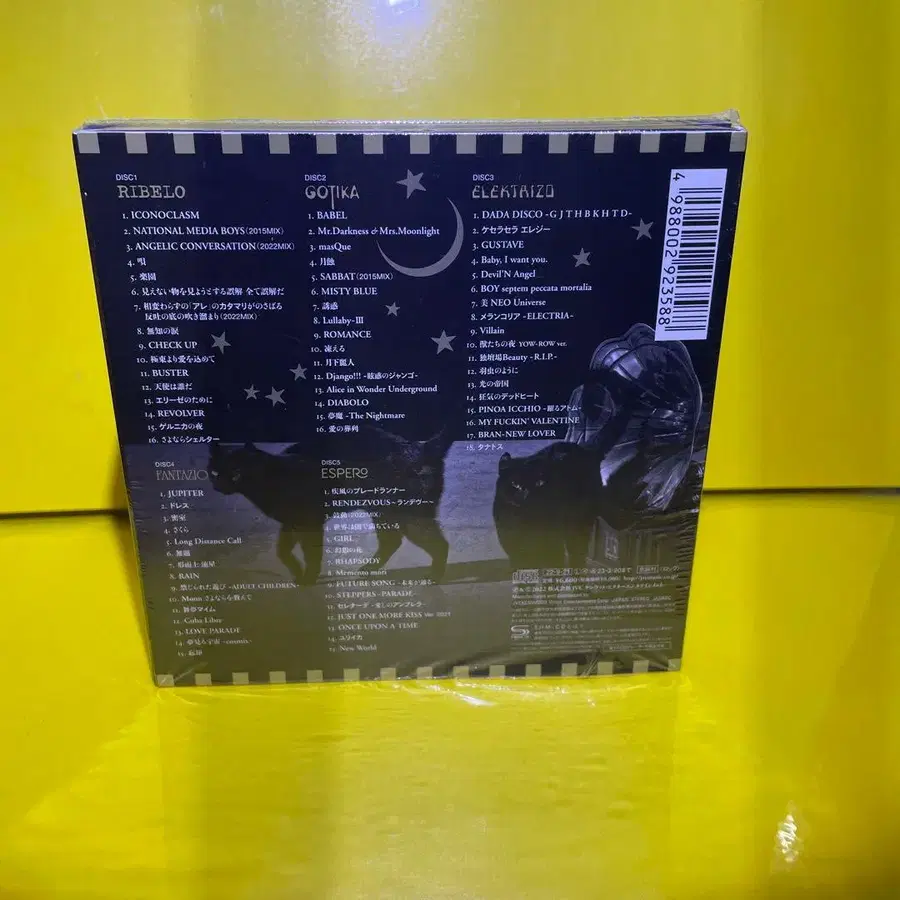 DISC1
RIBELO
1. ICONOCLASM
2. NATIONAL MEDIA BOYS(2015MIX)
3. ANGELIC CONVERSATION(2022MIX)
4. 唄
5. 楽園
6. 見えない物を見ようとする誤解 全て誤解だ
7. 相変わらずの「アレ」のカタマリがのさばる
反吐の底の吹き溜まり(2022MIX)
8. 無知の涙
9. CHECK UP
10. 極東より愛を込めて
11. BUSTER
12. 天使は誰だ
13. エリーゼのために
14. REVOLVER
15. ゲルニカの夜
16. さよならシェルター
DISC2
GOTIKA
1. BABEL
2. Mr.Darkness & Mrs.Moonlight
3. masQue
4. 月蝕
5. SABBAT(2015MIX)
6. MISTY BLUE
7. 誘惑
8. Lullaby-III
9. ROMANCE
10. 凍える
11. 月下麗人
12. Django!!! -眩惑のジャンゴ-
13. Alice in Wonder Underground
14. DIABOLO
15. 夢魔 -The Nightmare
16. 愛の葬列
DISC3
ELEKTRIZO
1. DADA DISCO -G J T H B K H T D-
2. ケセラセラ エレジー
3. GUSTAVE
4. Baby, I want you.
5. Devil'N Angel
6. BOY septem peccata mortalia
7. 美 NEO Universe
8. メランコリア -ELECTRIA-
9. Villain
10. 獣たちの夜 YOW-ROW ver.
11. 独壇場Beauty -R.I.P.-
12. 羽虫のように
13. 光の帝国
14. 狂気のデッドヒート
15. PINOA ICCHIO -躍るアトム-
16. MY FUCKIN' VALENTINE
17. BRAN-NEW LOVER
18. タナトス
4 988002 923588
DISC4
FANTAZIO
1. JUPITER
2. ドレス
3. 密室
4. さくら
5. Long Distance Call
6. 無題
7. 形而上 流星
8. RAIN
9. 禁じられた遊び -ADULT CHILDREN-
10. Moon さよならを教えて
11. 舞夢マイム
12. Cuba Libre
13. LOVE PARADE
14. 夢見る宇宙 -cosmix-
15.
DISC5
ESPERO
1. 疾風のブレードランナー
2. RENDEZVOUS～ランデヴー～
3. 鼓動(2022MIX)
4. 世界は闇で満ちている
5. GIRL
6. 幻想の花
7. RHAPSODY
8. Memento mori
9. FUTURE SONG -未来が通る-
10. STEPPERS -PARADE-
11. セレナーデ -愛しのアンブレラ-
12. JUST ONE MORE KISS Ver. 2021
13. ONCE UPON A TIME
14. ユリイカ
15. New World